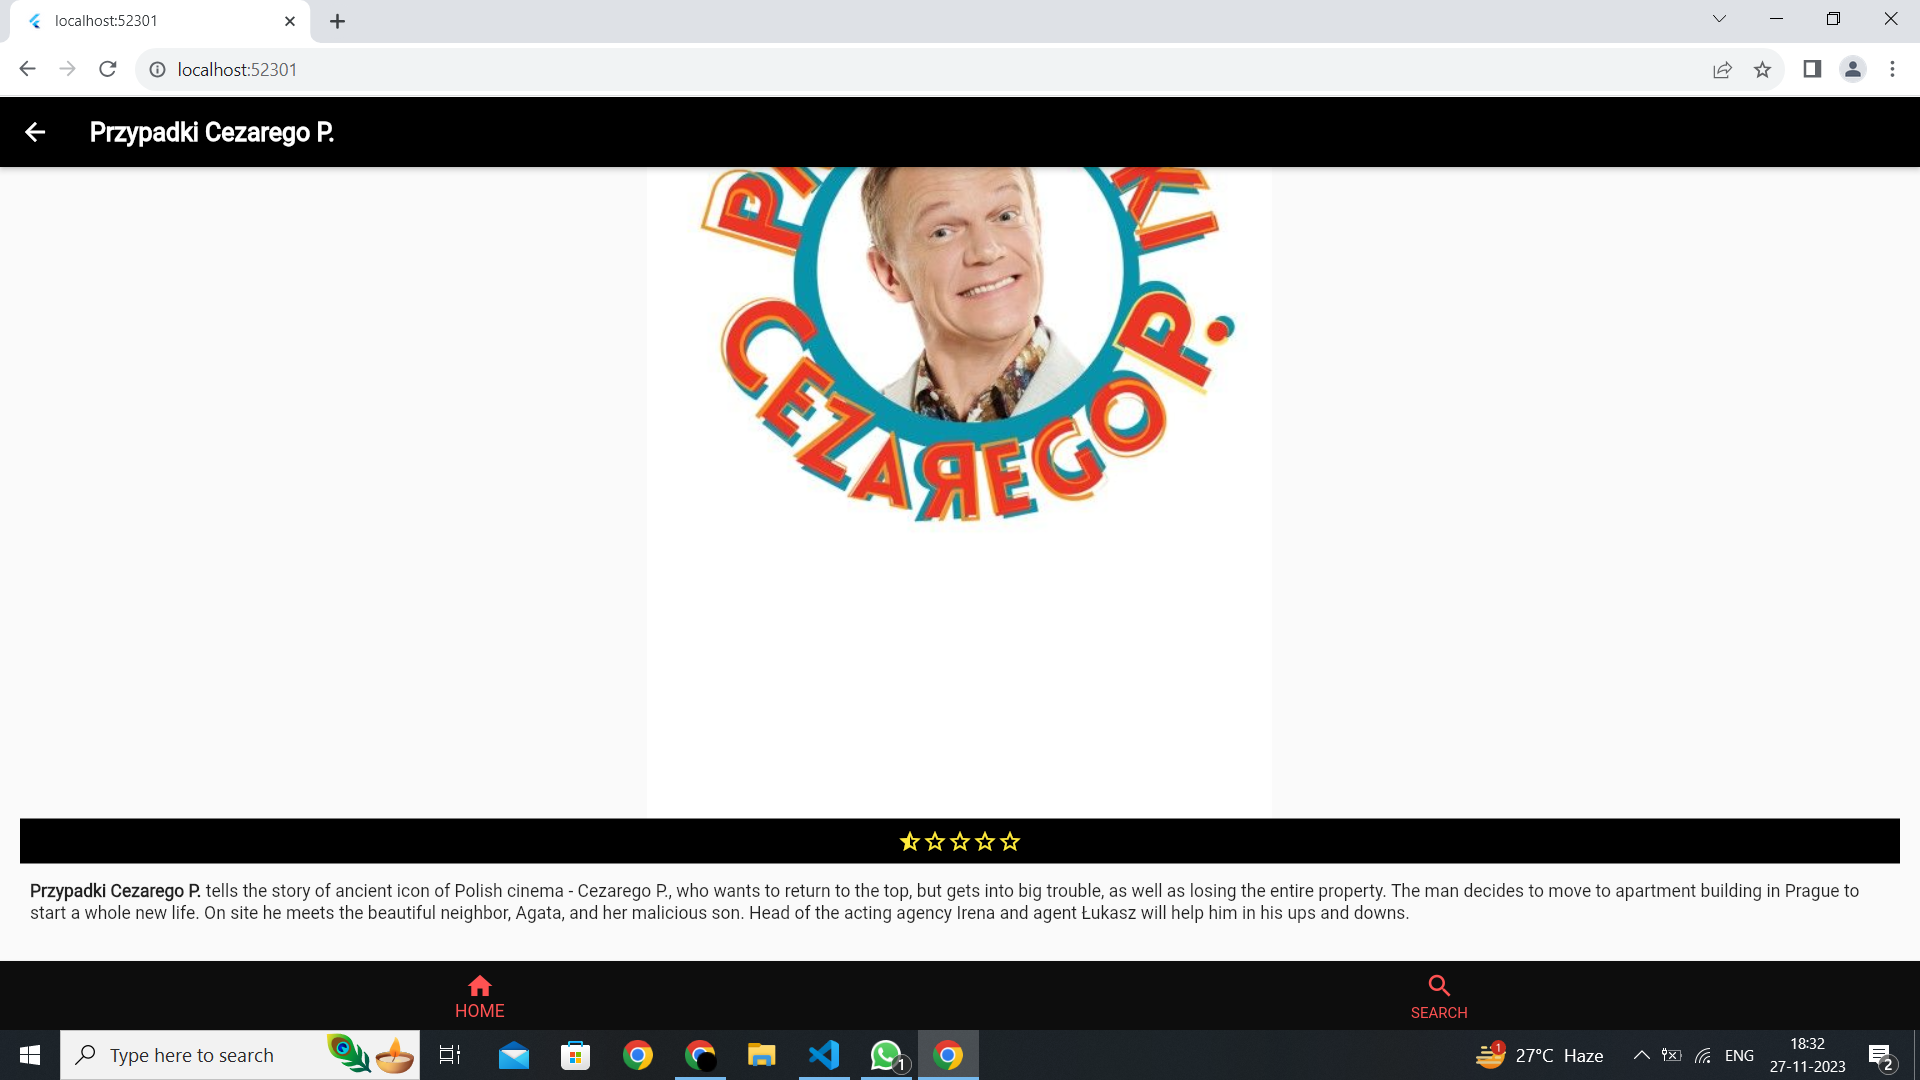 localhost:52301
localhost:52301
Przypadki Cezarego P.
CEZAREGO P.
Przypadki Cezarego P. tells the story of ancient icon of Polish cinema - Cezarego P., who wants to return to the top, but gets into big trouble, as well as losing the entire property. The man decides to move to apartment building in Prague to
start a whole new life. On site he meets the beautiful neighbor, Agata, and her malicious son. Head of the acting agency Irena and agent Łukasz will help him in his ups and downs.
HOME
SEARCH
Type here to search
1
1
27°C Haze
ENG
18:32
27-11-2023
2